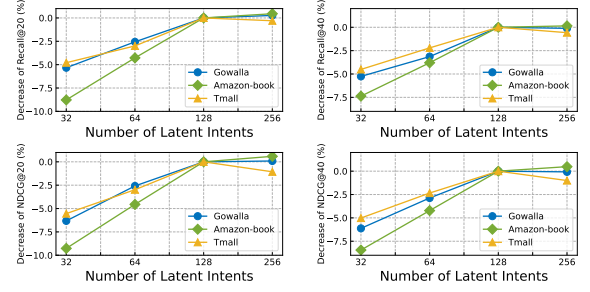 Decrease of Recall@20 (%)
0.0
−2.5
−5.0
−7.5
−10.0
32
64
128
256
Gowalla
Amazon-book
Tmall
Number of Latent Intents
Decrease of Recall@40 (%)
0.0
−2.5
−5.0
−7.5
32
64
128
256
Gowalla
Amazon-book
Tmall
Number of Latent Intents
Decrease of NDCG@20 (%)
0.0
−2.5
−5.0
−7.5
−10.0
32
64
128
256
Gowalla
Amazon-book
Tmall
Number of Latent Intents
Decrease of NDCG@40 (%)
0.0
−2.5
−5.0
−7.5
32
64
128
256
Gowalla
Amazon-book
Tmall
Number of Latent Intents